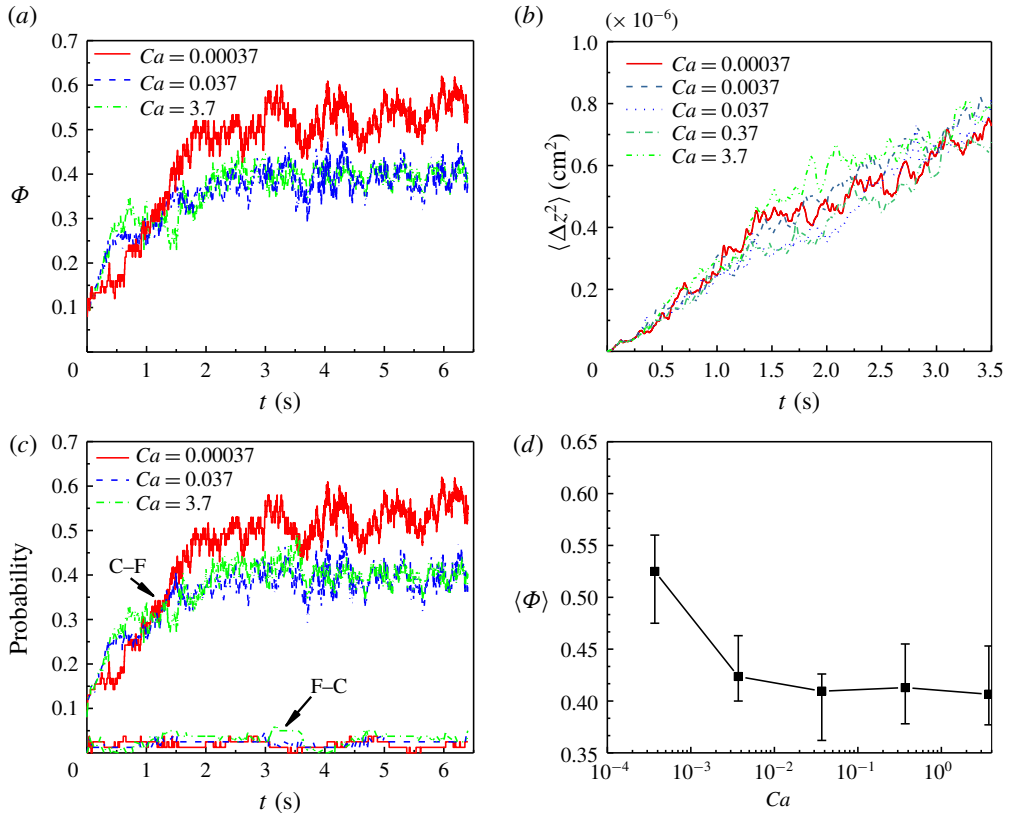 (a)
0.7
0.6
0.5
0.4
0.3
0.2
0.1
Φ
Ca = 0.00037
Ca = 0.037
Ca = 3.7
0 1 2 3 4 5 6
t (s)
(b)
(× 10⁻⁶)
1.0
0.8
0.6
0.4
0.2
0
⟨Δz²⟩ (cm²)
Ca = 0.00037
Ca = 0.0037
Ca = 0.037
Ca = 0.37
Ca = 3.7
0.5 1.0 1.5 2.0 2.5 3.0 3.5
t (s)
(c)
0.7
0.6
0.5
0.4
0.3
0.2
0.1
Probability
Ca = 0.00037
Ca = 0.037
Ca = 3.7
C–F
F–C
0 1 2 3 4 5 6
t (s)
(d)
0.65
0.60
0.55
0.50
0.45
0.40
0.35
⟨Φ⟩
10⁻⁴ 10⁻³ 10⁻² 10⁻¹ 10⁰
Ca